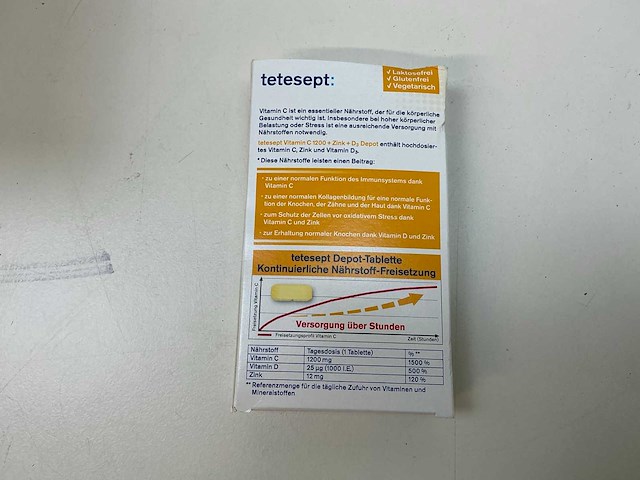 tetesept:
√ Laktosefrei
√ Glutenfrei
√ Vegetarisch
Vitamin C ist ein essentieller Nährstoff, der für die körperliche
Gesundheit wichtig ist. Insbesondere bei hoher körperlicher
Belastung oder Stress ist eine ausreichende Versorgung mit
Nährstoffen notwendig.
tetesept Vitamin C 1200 + Zink + D₃ Depot enthält hochdosier-
tes Vitamin C, Zink und Vitamin D₃.
* Diese Nährstoffe leisten einen Beitrag:
· zu einer normalen Funktion des Immunsystems dank
Vitamin C
· zu einer normalen Kollagenbildung für eine normale Funk-
tion der Knochen, der Zähne und der Haut dank Vitamin C
· zum Schutz der Zellen vor oxidativem Stress dank
Vitamin C und Zink
· zur Erhaltung normaler Knochen dank Vitamin D und Zink
tetesept Depot-Tablette
Kontinuierliche Nährstoff-Freisetzung
Freisetzung Vitamin C
Versorgung über Stunden
Freisetzungsprofil Vitamin C
Zeit (Stunden)
Nährstoff Tagesdosis (1 Tablette) % **
Vitamin C 1200 mg 1500 %
Vitamin D 25 µg (1000 I.E.) 500 %
Zink 12 mg 120 %
** Referenzmenge für die tägliche Zufuhr von Vitaminen und
Mineralstoffen